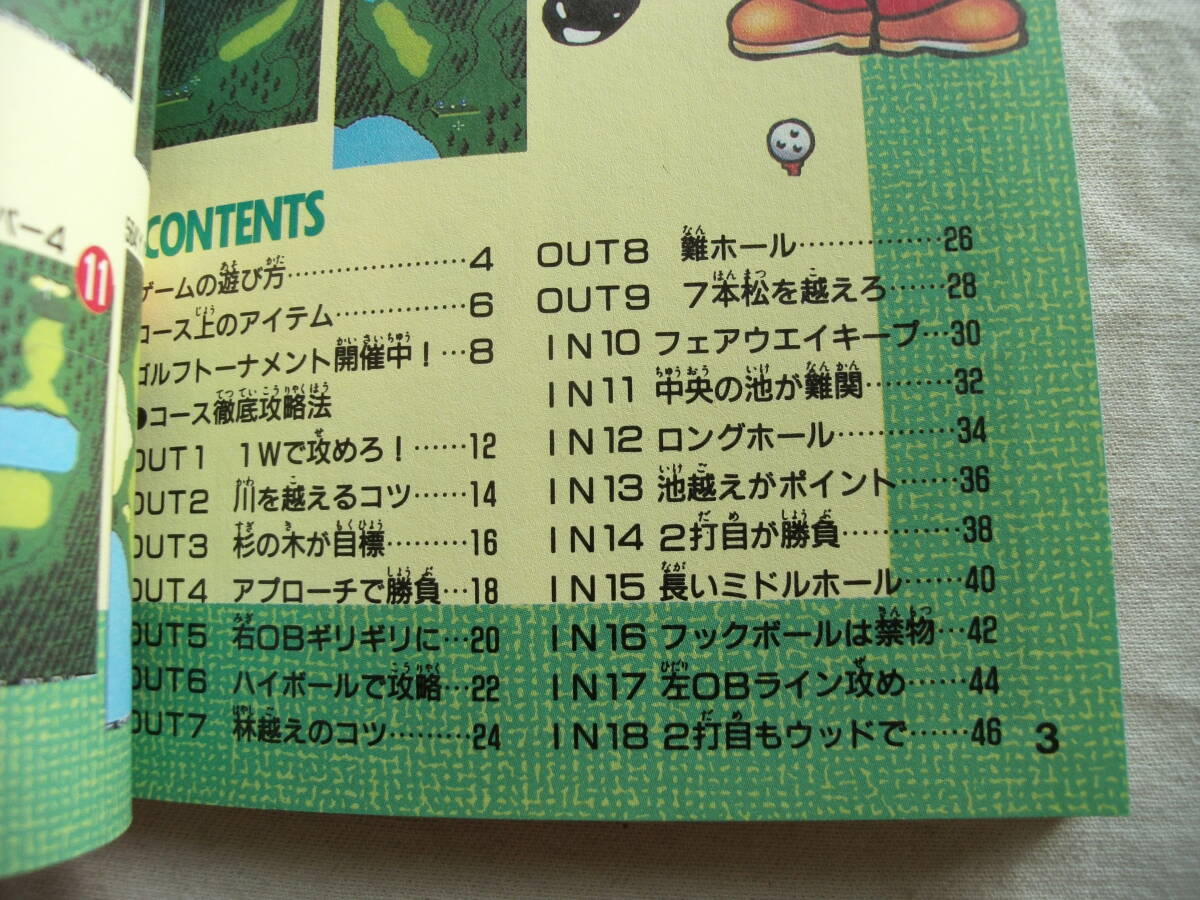 バー4
11
CONTENTS
ゲームの遊び方………………4
コース上のアイテム……………6
ゴルフトーナメント開催中!…8
●コース徹底攻略法
OUT1 1Wで攻めろ!……12
OUT2 川を越えるコツ……14
OUT3 杉の木が目標………16
OUT4 アプローチで勝負…18
OUT5 右OBギリギリに…20
OUT6 ハイボールで攻略…22
OUT7 林越えのコツ………24
OUT8 難ホール……………26
OUT9 7本松を越えろ……28
IN10 フェアウエイキープ…30
IN11 中央の池が難関………32
IN12 ロングホール…………34
IN13 池越えがポイント……36
IN14 2打目が勝負…………38
IN15 長いミドルホール……40
IN16 フックボールは禁物…42
IN17 左OBライン攻め……44
IN18 2打目もウッドで……46
3